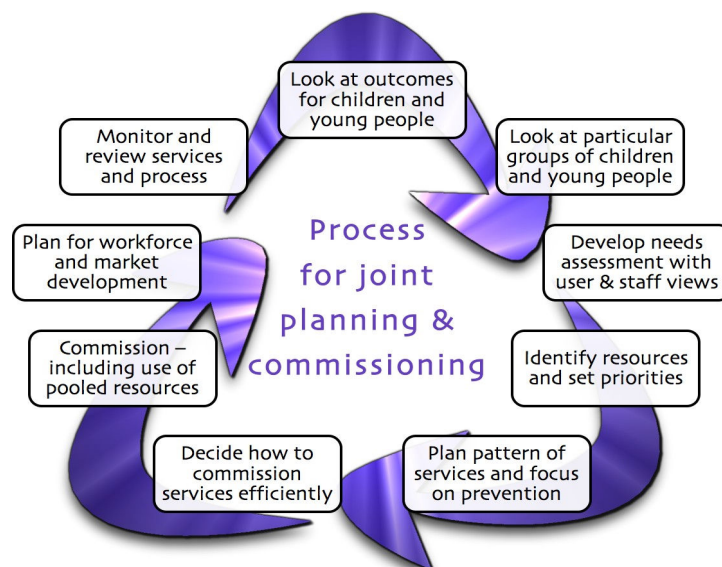 Look at outcomes
for children and
young people
Look at particular
groups of children
and young people
Develop needs
assessment with
user & staff views
Identify resources
and set priorities
Plan pattern of
services and focus
on prevention
Decide how to
commission
services efficiently
Commission –
including use of
pooled resources
Plan for workforce
and market
development
Monitor and
review services
and process
Process
for joint
planning &
commissioning